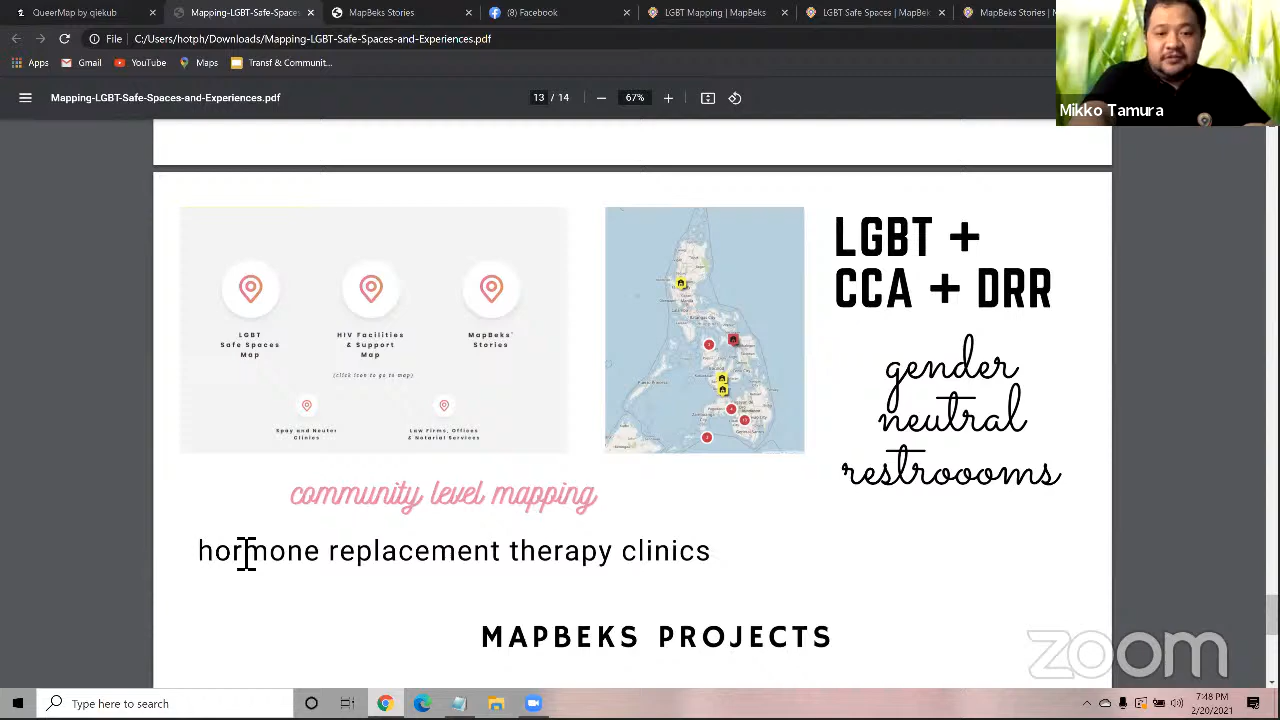 QueerMap by qiekub
Mapping-LGBT-Safe-Spaces
MapBeks Stories
(8) Facebook
LGBT Mapping | MapBek
LGBT Safe Spaces | MapBek
MapBeks Stories | M
File | C:/Users/hotph/Downloads/Mapping-LGBT-Safe-Spaces-and-Experiences.pdf
Apps
Gmail
YouTube
Maps
Transf & Communit...
Mapping-LGBT-Safe-Spaces-and-Experiences.pdf
13 / 14
67%
Mikko Tamura
LGBT
Safe Spaces
Map
HIV Facilities
& Support
Map
MapBeks'
Stories
(click icon to go to map)
Spay and Neuter
Clinics
Law Firms, Offices
& Notarial Services
LGBT +
CCA + DRR
gender
neutral
restroooms
community level mapping
hormone replacement therapy clinics
MAPBEKS PROJECTS
zoom
Type here to search
7:48 PM
2/20/2021